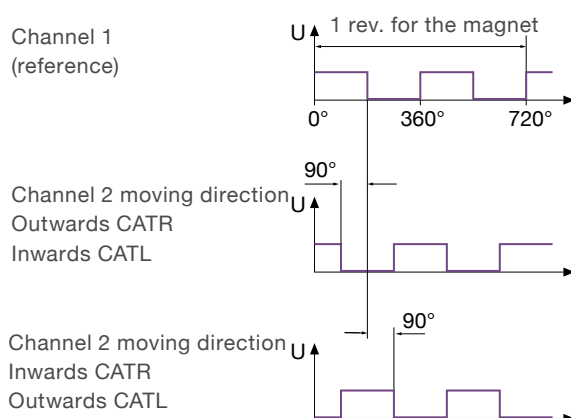 Channel 1
(reference)
U
1 rev. for the magnet
0° 360° 720°
90°
Channel 2 moving direction
Outwards CATR
Inwards CATL
U
90°
Channel 2 moving direction
Inwards CATR
Outwards CATL
U